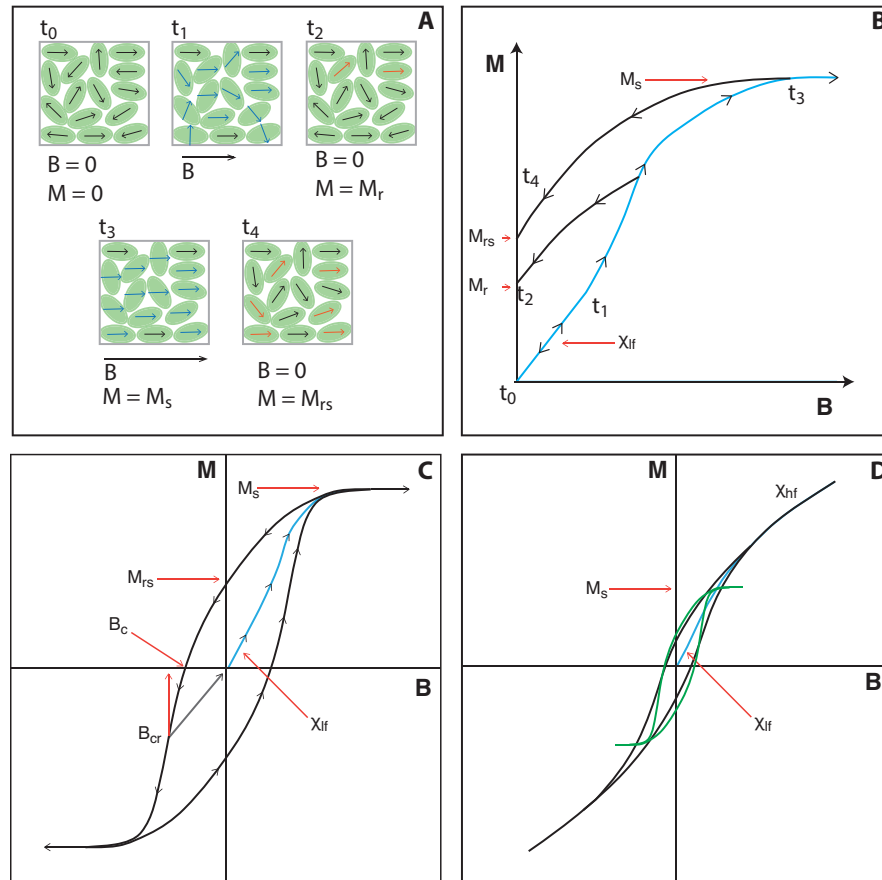 A
t₀
t₁
t₂
B = 0
M = 0
B
B = 0
M = Mᵣ
t₃
t₄
B
M = Mₛ
B = 0
M = Mᵣₛ
B
M
Mₛ
t₃
t₄
Mᵣₛ
Mᵣ
t₂
t₁
χlf
t₀
B
M
C
Mₛ
Mᵣₛ
Bc
B
Bcr
χlf
M
D
χhf
Mₛ
B
χlf